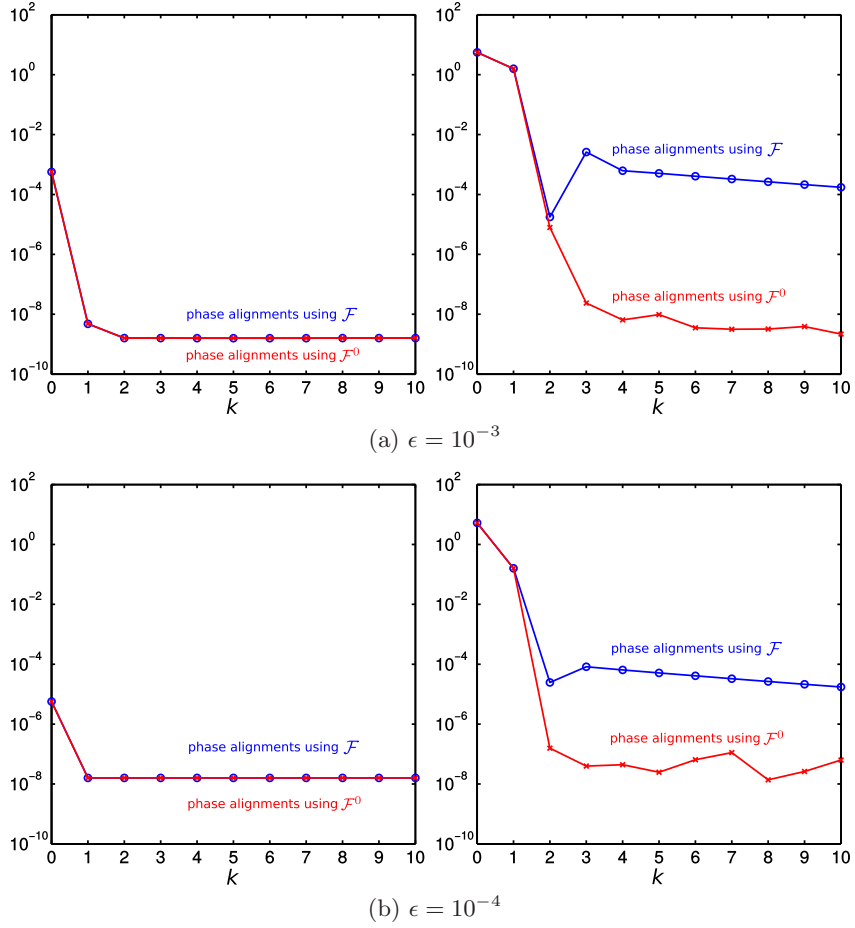 10^2
10^0
10^−2
10^−4
10^−6
10^−8
10^−10
phase alignments using ℱ
phase alignments using ℱ^0
0 1 2 3 4 5 6 7 8 9 10
k
10^2
10^0
10^−2
10^−4
10^−6
10^−8
10^−10
phase alignments using ℱ
phase alignments using ℱ^0
0 1 2 3 4 5 6 7 8 9 10
k
(a) ϵ = 10^−3
10^2
10^0
10^−2
10^−4
10^−6
10^−8
10^−10
phase alignments using ℱ
phase alignments using ℱ^0
0 1 2 3 4 5 6 7 8 9 10
k
10^2
10^0
10^−2
10^−4
10^−6
10^−8
10^−10
phase alignments using ℱ
phase alignments using ℱ^0
0 1 2 3 4 5 6 7 8 9 10
k
(b) ϵ = 10^−4